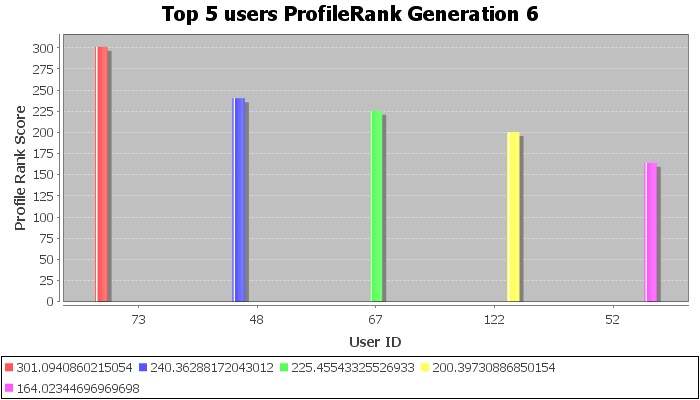 Top 5 users ProfileRank Generation 6
Profile Rank Score
300
275
250
225
200
175
150
125
100
75
50
25
0
73 48 67 122 52
User ID
301.0940860215054 240.36288172043012 225.45543325526933 200.39730886850154
164.02344696969698